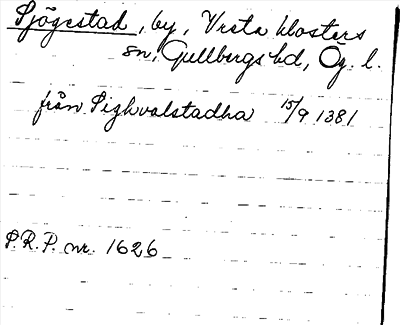 Sjögestad, by, Vreta klosters
sn, Gullbergs hd, Ög. l.
från Sighvalstadha 15/9 1381
S.R.P. nr. 1626